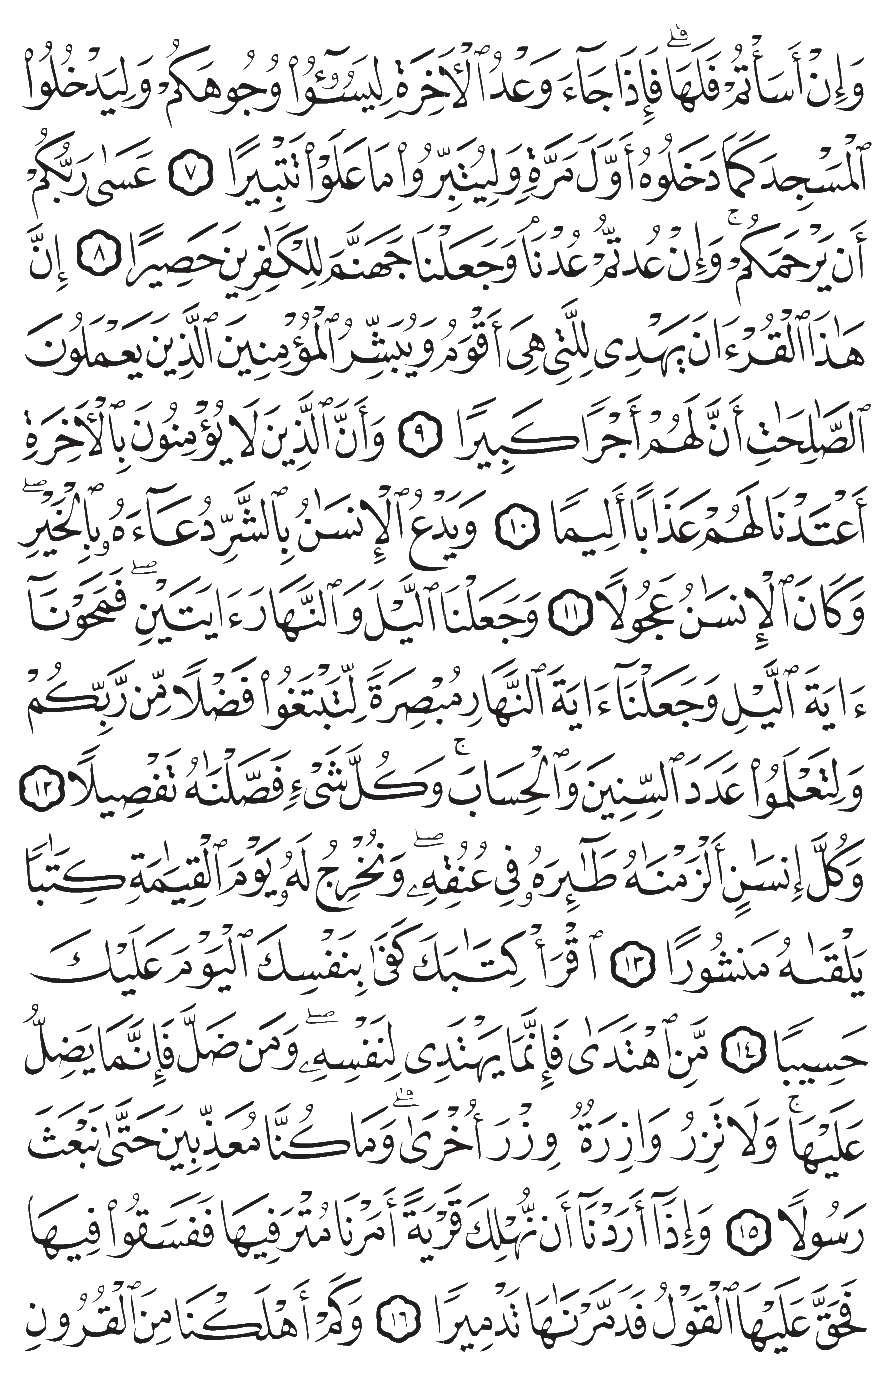 وَإِنْ أَسَأْتُمْ فَلَهَا ۚ فَإِذَا جَآءَ وَعْدُ ٱلْأَخِرَةِ لِيَسُـۥٓـُٔوا۟ وُجُوهَكُمْ وَلِيَدْخُلُوا۟
ٱلْمَسْجِدَ كَمَا دَخَلُوهُ أَوَّلَ مَرَّةٍ وَلِيُتَبِّرُوا۟ مَا عَلَوْا۟ تَتْبِيرًا ٧ عَسَىٰ رَبُّكُمْ
أَن يَرْحَمَكُمْ ۚ وَإِنْ عُدتُّمْ عُدْنَا ۘ وَجَعَلْنَا جَهَنَّمَ لِلْكَـٰفِرِينَ حَصِيرًا ٨ إِنَّ
هَـٰذَا ٱلْقُرْءَانَ يَهْدِى لِلَّتِى هِىَ أَقْوَمُ وَيُبَشِّرُ ٱلْمُؤْمِنِينَ ٱلَّذِينَ يَعْمَلُونَ
ٱلصَّـٰلِحَـٰتِ أَنَّ لَهُمْ أَجْرًا كَبِيرًا ٩ وَأَنَّ ٱلَّذِينَ لَا يُؤْمِنُونَ بِٱلْأَخِرَةِ
أَعْتَدْنَا لَهُمْ عَذَابًا أَلِيمًا ١٠ وَيَدْعُ ٱلْإِنسَـٰنُ بِٱلشَّرِّ دُعَآءَهُۥ بِٱلْخَيْرِ ۖ
وَكَانَ ٱلْإِنسَـٰنُ عَجُولًا ١١ وَجَعَلْنَا ٱلَّيْلَ وَٱلنَّهَارَ ءَايَتَيْنِ ۖ فَمَحَوْنَآ
ءَايَةَ ٱلَّيْلِ وَجَعَلْنَآ ءَايَةَ ٱلنَّهَارِ مُبْصِرَةً لِّتَبْتَغُوا۟ فَضْلًا مِّن رَّبِّكُمْ
وَلِتَعْلَمُوا۟ عَدَدَ ٱلسِّنِينَ وَٱلْحِسَابَ ۚ وَكُلَّ شَىْءٍ فَصَّلْنَـٰهُ تَفْصِيلًا ١٢
وَكُلَّ إِنسَـٰنٍ أَلْزَمْنَـٰهُ طَـٰٓئِرَهُۥ فِى عُنُقِهِۦ ۖ وَنُخْرِجُ لَهُۥ يَوْمَ ٱلْقِيَـٰمَةِ كِتَـٰبًا
يَلْقَىٰهُ مَنشُورًا ١٣ ٱقْرَأْ كِتَـٰبَكَ كَفَىٰ بِنَفْسِكَ ٱلْيَوْمَ عَلَيْكَ
حَسِيبًا ١٤ مَّنِ ٱهْتَدَىٰ فَإِنَّمَا يَهْتَدِى لِنَفْسِهِۦ ۖ وَمَن ضَلَّ فَإِنَّمَا يَضِلُّ
عَلَيْهَا ۚ وَلَا تَزِرُ وَازِرَةٌ وِزْرَ أُخْرَىٰ ۗ وَمَا كُنَّا مُعَذِّبِينَ حَتَّىٰ نَبْعَثَ
رَسُولًا ١٥ وَإِذَآ أَرَدْنَآ أَن نُّهْلِكَ قَرْيَةً أَمَرْنَا مُتْرَفِيهَا فَفَسَقُوا۟ فِيهَا
فَحَقَّ عَلَيْهَا ٱلْقَوْلُ فَدَمَّرْنَـٰهَا تَدْمِيرًا ١٦ وَكَمْ أَهْلَكْنَا مِنَ ٱلْقُرُونِ